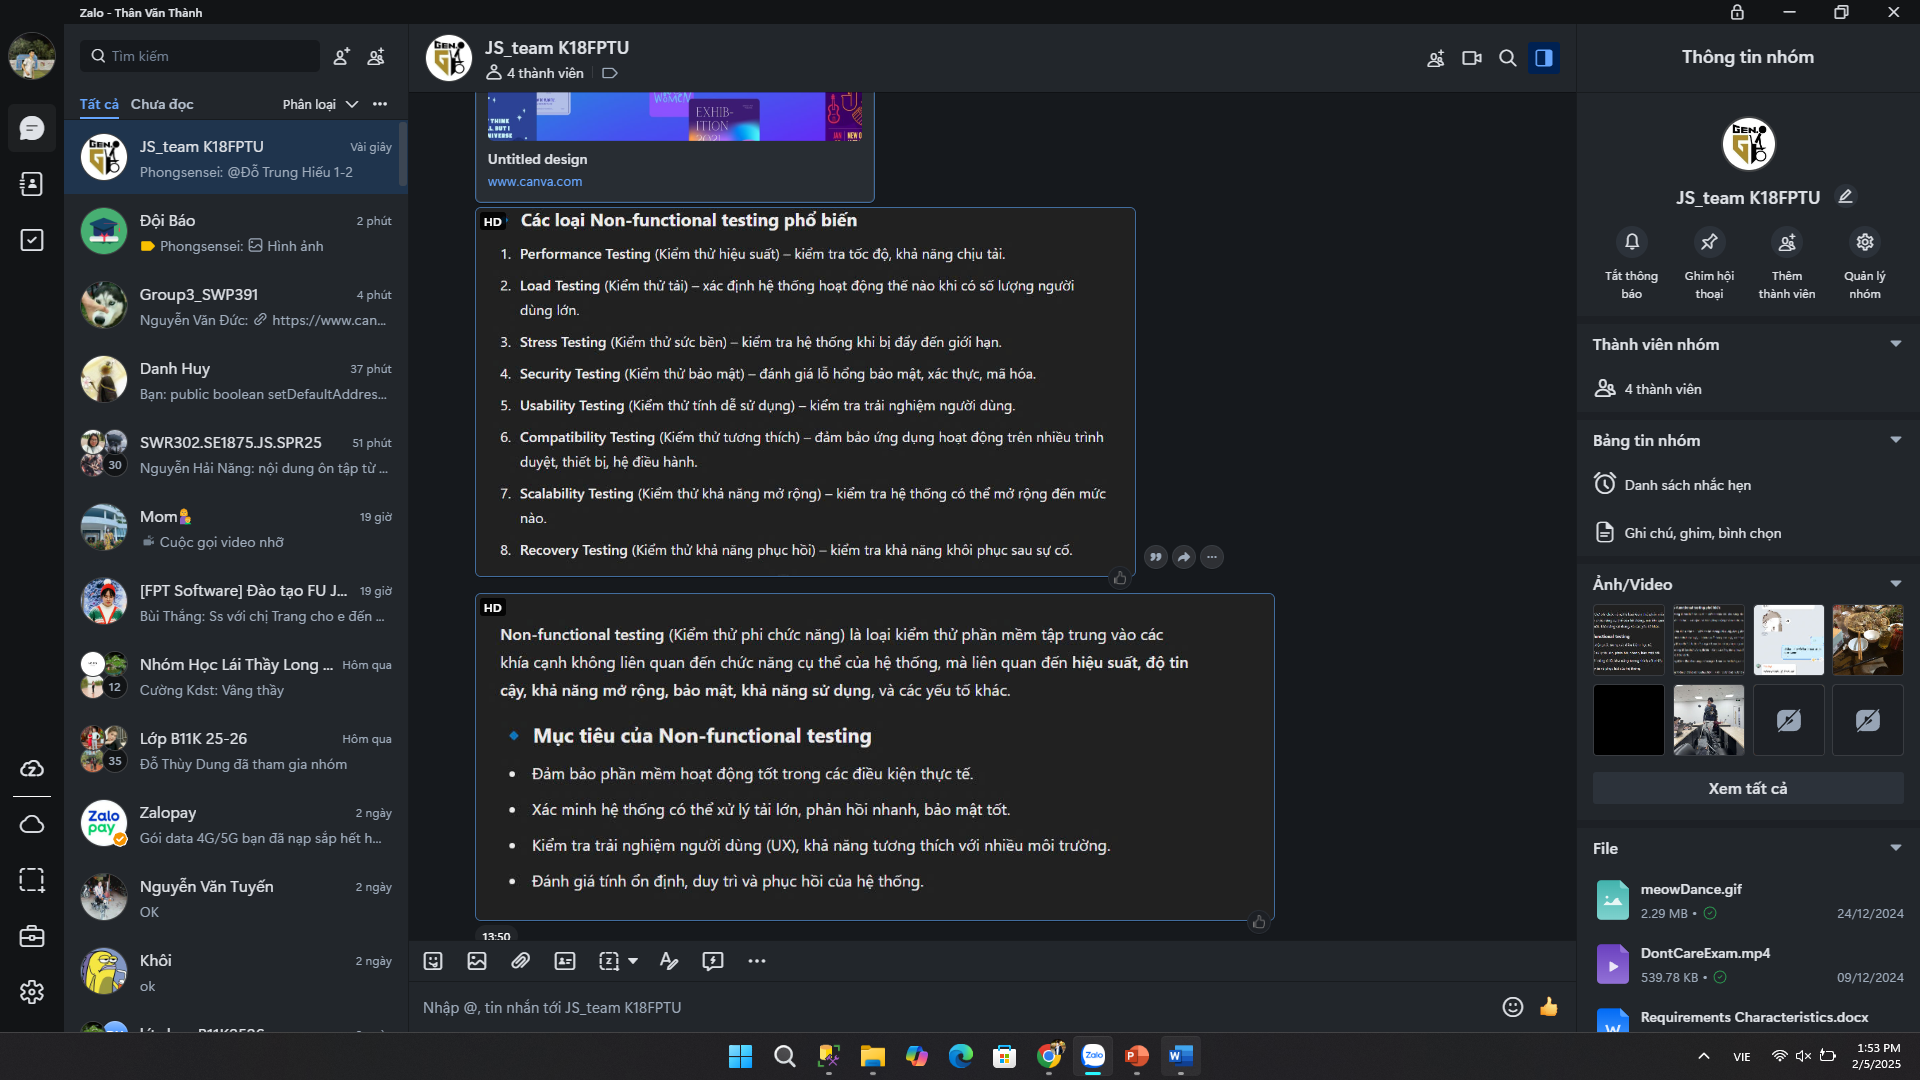 Zalo - Thân Văn Thành
Tìm kiếm
Tất cả
Chưa đọc
Phân loại
JS_team K18FPTU
Vài giây
Phongsensei: @Đỗ Trung Hiếu 1-2
Đội Báo
2 phút
Phongsensei: Hình ảnh
Group3_SWP391
4 phút
Nguyễn Văn Đức: https://www.can...
Danh Huy
37 phút
Bạn: public boolean setDefaultAddres...
30
SWR302.SE1875.JS.SPR25
51 phút
Nguyễn Hải Năng: nội dung ôn tập từ ...
Mom
19 giờ
Cuộc gọi video nhỡ
[FPT Software] Đào tạo FU J...
19 giờ
Bùi Thắng: Ss với chị Trang cho e đến ...
12
Nhóm Học Lái Thầy Long ...
Hôm qua
Cường Kdst: Vâng thầy
35
Lớp B11K 25-26
Hôm qua
Đỗ Thùy Dung đã tham gia nhóm
Zalo pay
Zalopay
2 ngày
Gói data 4G/5G bạn đã nạp sắp hết h...
Nguyễn Văn Tuyến
2 ngày
OK
Khôi
2 ngày
ok
GEN.G
JS_team K18FPTU
4 thành viên
THINK
ALL BUT I
UNIVERSE
WOMEN
EXHIB-
ITION
2021
JAN
NEW O
Untitled design
www.canva.com
HD
Các loại Non-functional testing phổ biến
1. Performance Testing (Kiểm thử hiệu suất) – kiểm tra tốc độ, khả năng chịu tải.
2. Load Testing (Kiểm thử tải) – xác định hệ thống hoạt động thế nào khi có số lượng người
dùng lớn.
3. Stress Testing (Kiểm thử sức bền) – kiểm tra hệ thống khi bị đẩy đến giới hạn.
4. Security Testing (Kiểm thử bảo mật) – đánh giá lỗ hổng bảo mật, xác thực, mã hóa.
5. Usability Testing (Kiểm thử tính dễ sử dụng) – kiểm tra trải nghiệm người dùng.
6. Compatibility Testing (Kiểm thử tương thích) – đảm bảo ứng dụng hoạt động trên nhiều trình
duyệt, thiết bị, hệ điều hành.
7. Scalability Testing (Kiểm thử khả năng mở rộng) – kiểm tra hệ thống có thể mở rộng đến mức
nào.
8. Recovery Testing (Kiểm thử khả năng phục hồi) – kiểm tra khả năng khôi phục sau sự cố.
HD
Non-functional testing (Kiểm thử phi chức năng) là loại kiểm thử phần mềm tập trung vào các
khía cạnh không liên quan đến chức năng cụ thể của hệ thống, mà liên quan đến hiệu suất, độ tin
cậy, khả năng mở rộng, bảo mật, khả năng sử dụng, và các yếu tố khác.
Mục tiêu của Non-functional testing
• Đảm bảo phần mềm hoạt động tốt trong các điều kiện thực tế.
• Xác minh hệ thống có thể xử lý tải lớn, phản hồi nhanh, bảo mật tốt.
• Kiểm tra trải nghiệm người dùng (UX), khả năng tương thích với nhiều môi trường.
• Đánh giá tính ổn định, duy trì và phục hồi của hệ thống.
13:50
Nhập @, tin nhắn tới JS_team K18FPTU
Thông tin nhóm
GEN.G
JS_team K18FPTU
Tắt thông
báo
Ghim hội
thoại
Thêm
thành viên
Quản lý
nhóm
Thành viên nhóm
4 thành viên
Bảng tin nhóm
Danh sách nhắc hẹn
Ghi chú, ghim, bình chọn
Ảnh/Video
Xem tất cả
File
meowDance.gif
2.29 MB •
24/12/2024
DontCareExam.mp4
539.78 KB •
09/12/2024
Requirements Characteristics.docx
VIE
1:53 PM
2/5/2025